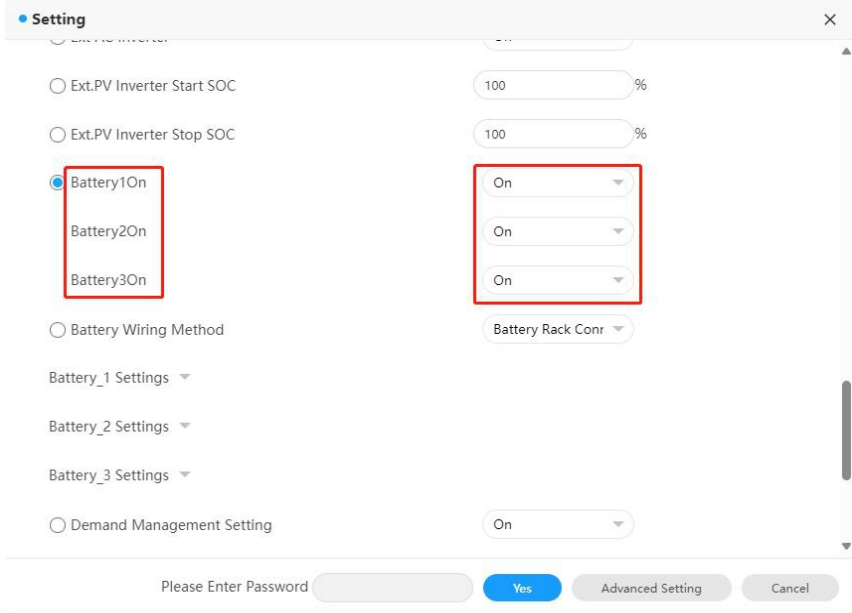 Setting
Ext.PV Inverter Start SOC 100 %
Ext.PV Inverter Stop SOC 100 %
Battery1On On
Battery2On On
Battery3On On
Battery Wiring Method Battery Rack Conr
Battery_1 Settings
Battery_2 Settings
Battery_3 Settings
Demand Management Setting On
Please Enter Password Yes Advanced Setting Cancel